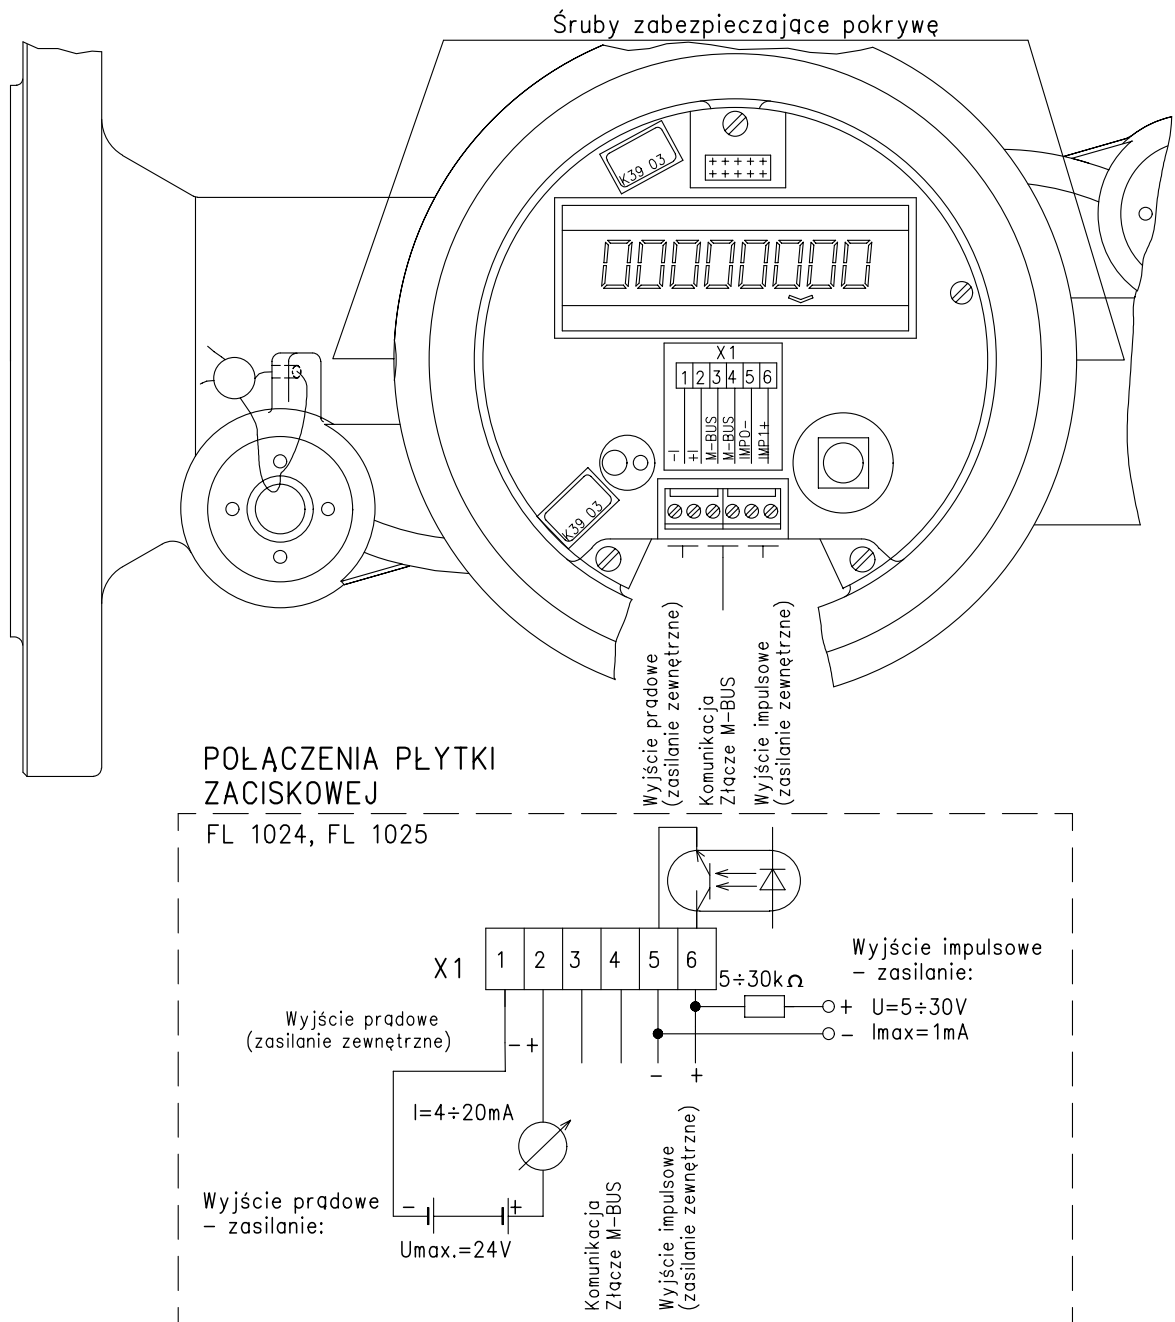 Śruby zabezpieczające pokrywę
K39 03
00000000
X1
1 2 3 4 5 6
-I
+I
M-BUS
M-BUS
IMP0-
IMP1+
K39 03
Wyjście prądowe
(zasilanie zewnętrzne)
Komunikacja
Złącze M-BUS
Wyjście impulsowe
(zasilanie zewnętrzne)
POŁĄCZENIA PŁYTKI
ZACISKOWEJ
FL 1024, FL 1025
X1
1 2 3 4 5 6
5÷30kΩ
Wyjście impulsowe
– zasilanie:
+ U=5÷30V
– Imax=1mA
Wyjście prądowe
(zasilanie zewnętrzne)
– +
– +
I=4÷20mA
Wyjście prądowe
– zasilanie:
– +
Umax.=24V
Komunikacja
Złącze M-BUS
Wyjście impulsowe
(zasilanie zewnętrzne)